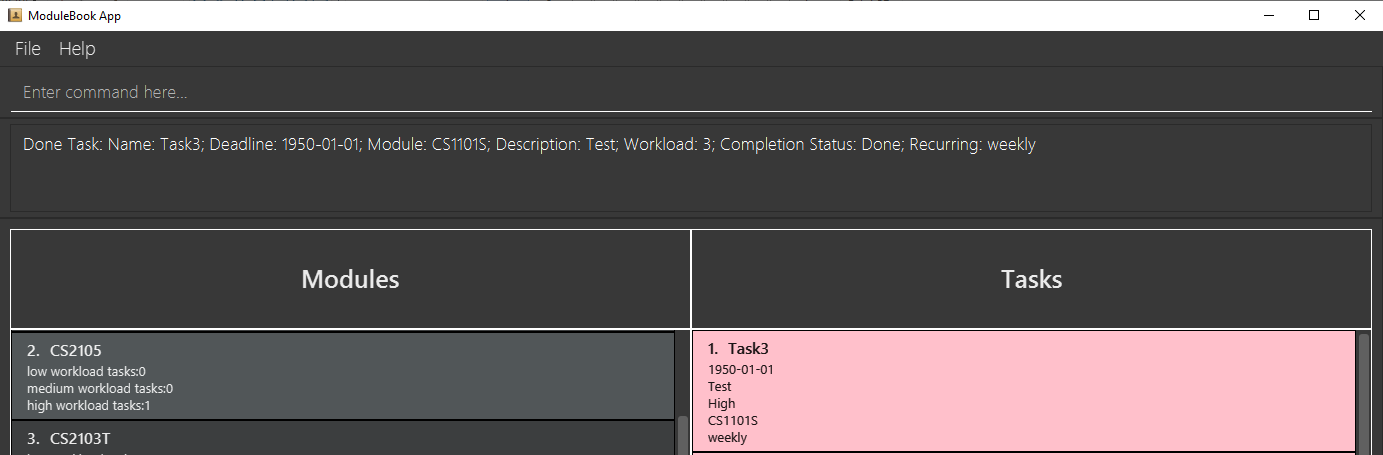 ModuleBook App
File Help
Enter command here...
Done Task: Name: Task3; Deadline: 1950-01-01; Module: CS1101S; Description: Test; Workload: 3; Completion Status: Done; Recurring: weekly
Modules
Tasks
2. CS2105
low workload tasks:0
medium workload tasks:0
high workload tasks:1
3. CS2103T
1. Task3
1950-01-01
Test
High
CS1101S
weekly